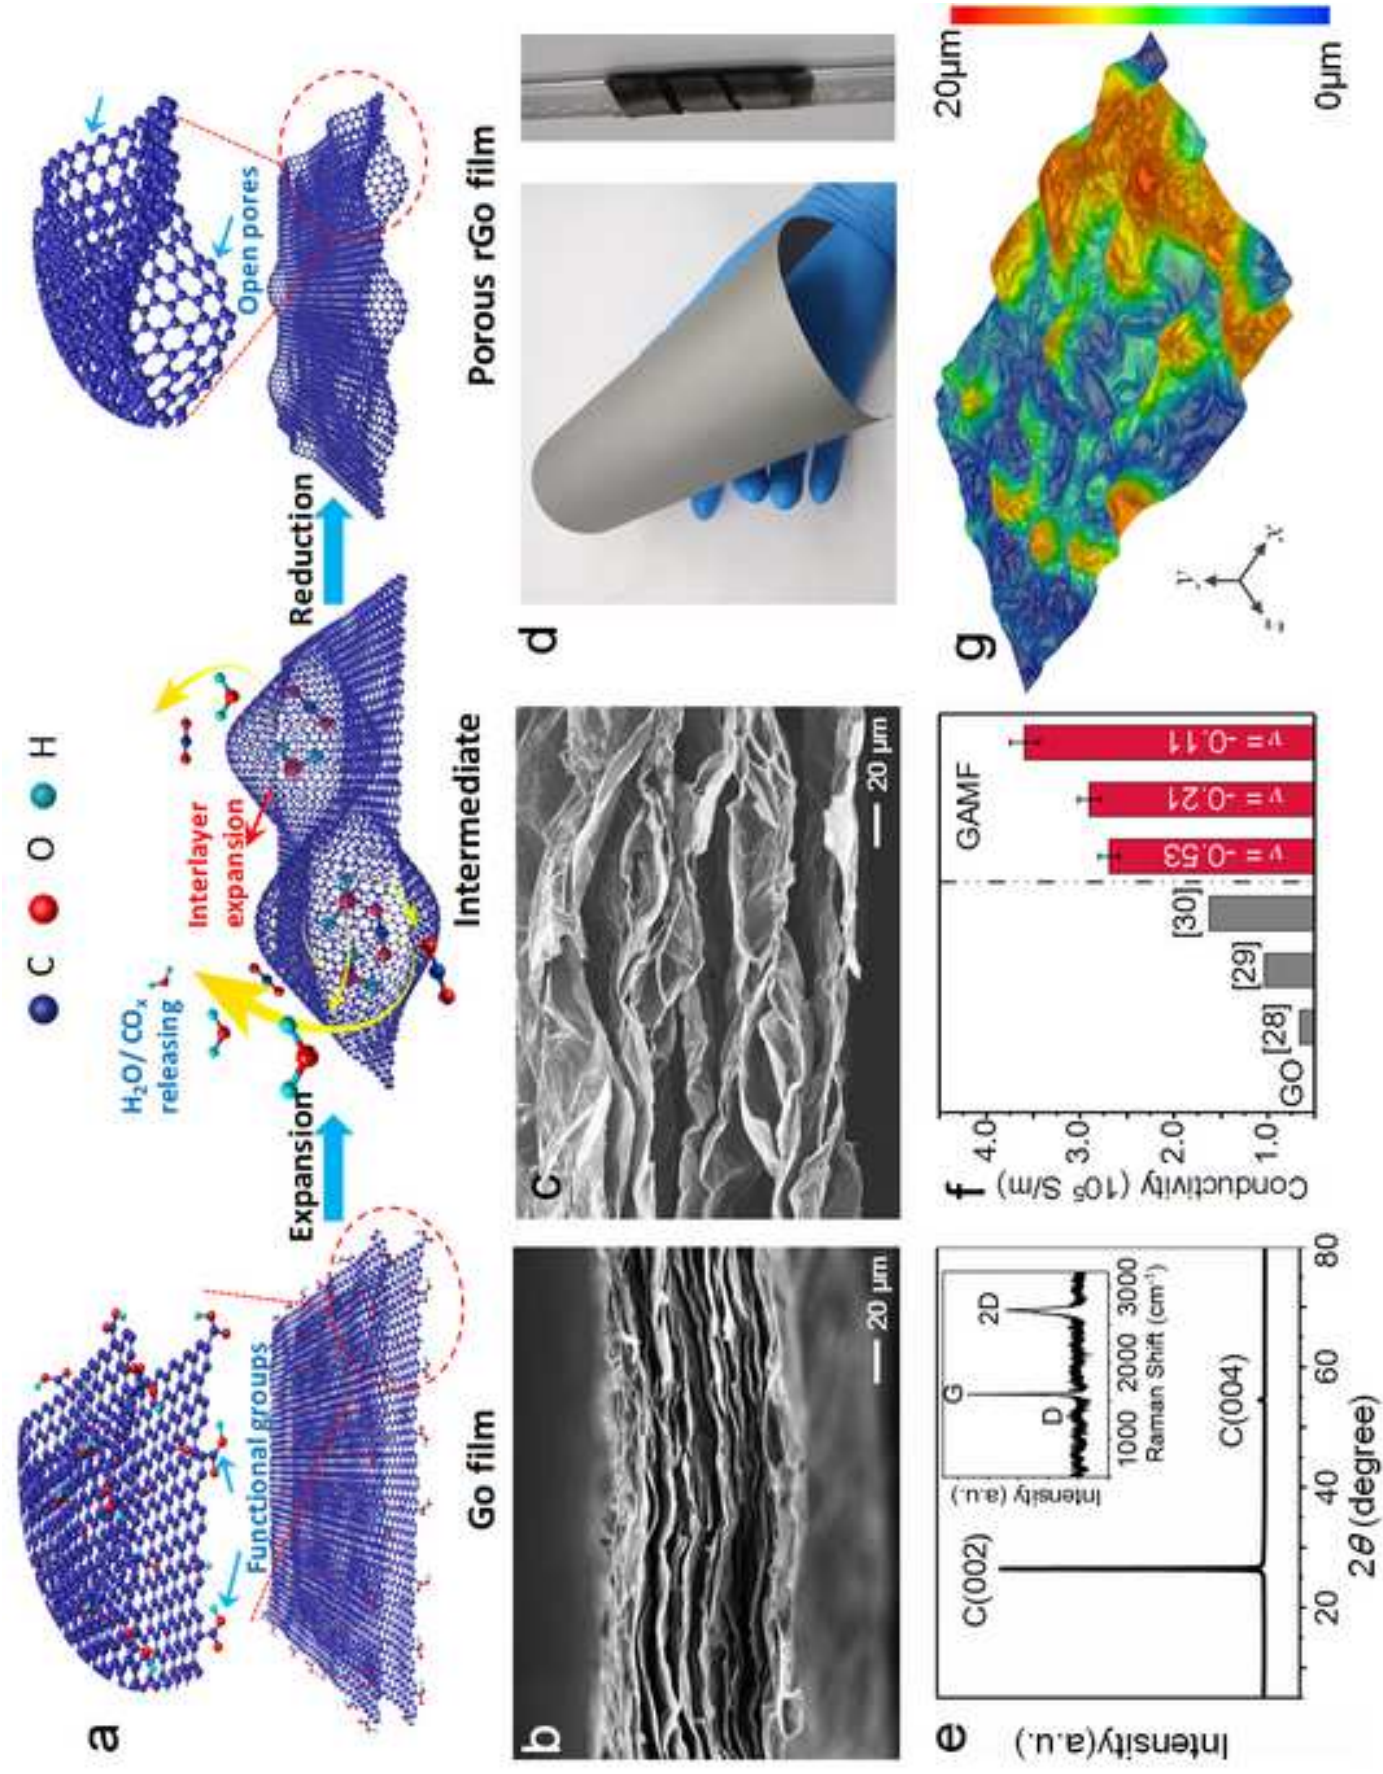 a
C O H
Functional groups
Go film
Expansion
H₂O/ COₓ
releasing
Interlayer
expansion
Intermediate
Reduction
Open pores
Porous rGo film
b
20 μm
c
20 μm
d
e
Intensity(a.u.)
C(002)
C(004)
20 40 60 80
2θ (degree)
Intensity (a.u.)
G
D
2D
1000 2000 3000
Raman Shift (cm⁻¹)
f
Conductivity (10⁵ S/m)
4.0
3.0
2.0
1.0
GO
[28]
[29]
[30]
GAMF
ν = -0.53
ν = -0.21
ν = -0.11
g
20μm
0μm
y
x